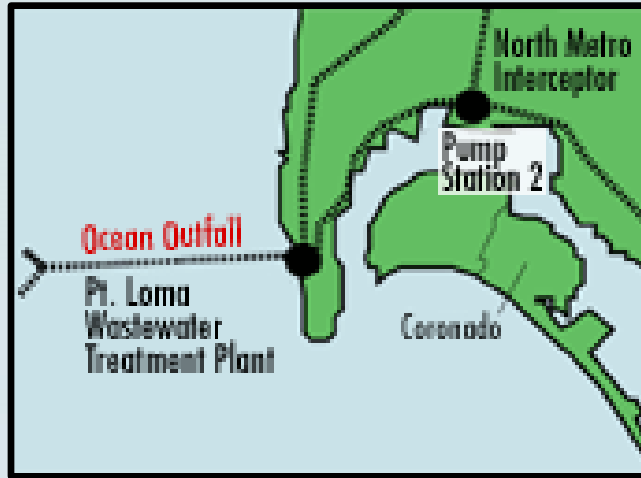 North Metro
Interceptor
Pump
Station 2
Ocean Outfall
Pt. Loma
Wastewater
Treatment Plant
Coronado